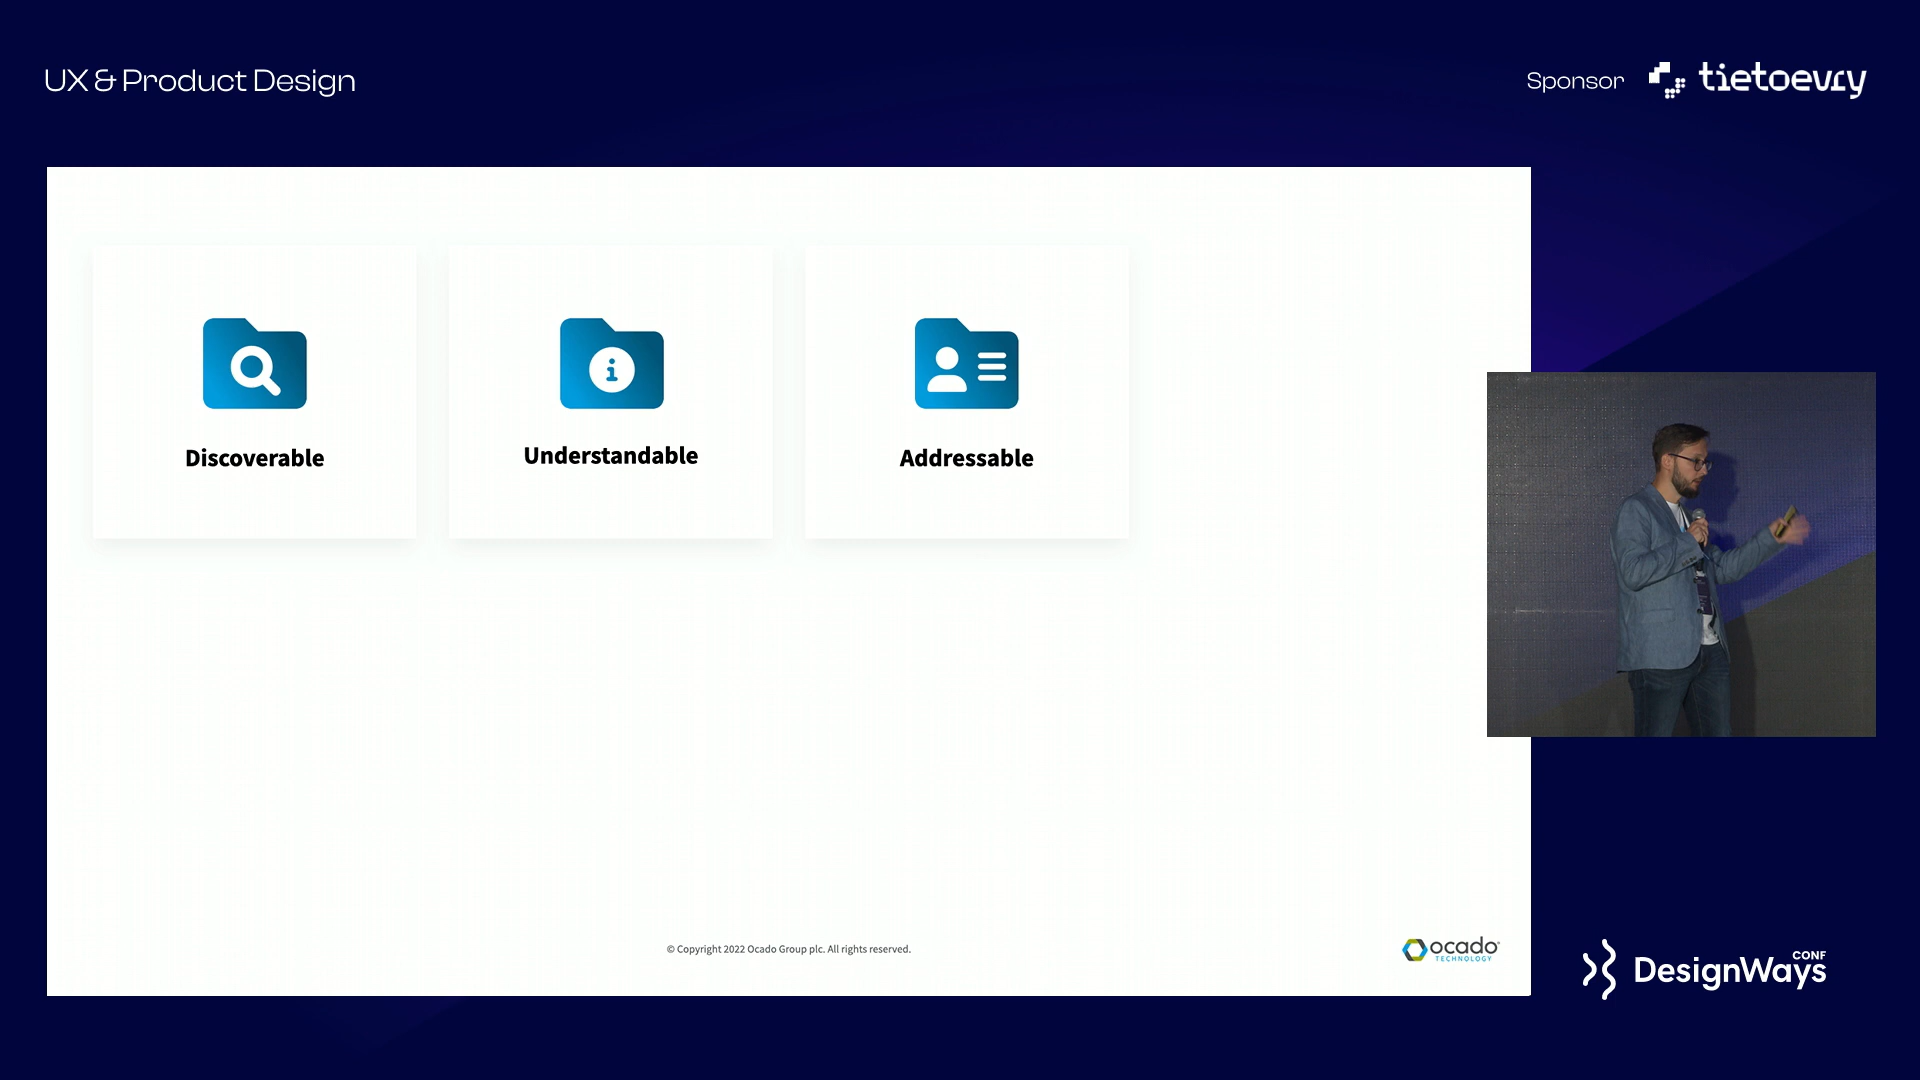 UX & Product Design
Sponsor tietoevry
Discoverable
Understandable
Addressable
© Copyright 2022 Ocado Group plc. All rights reserved.
ocado
TECHNOLOGY
DesignWays CONF